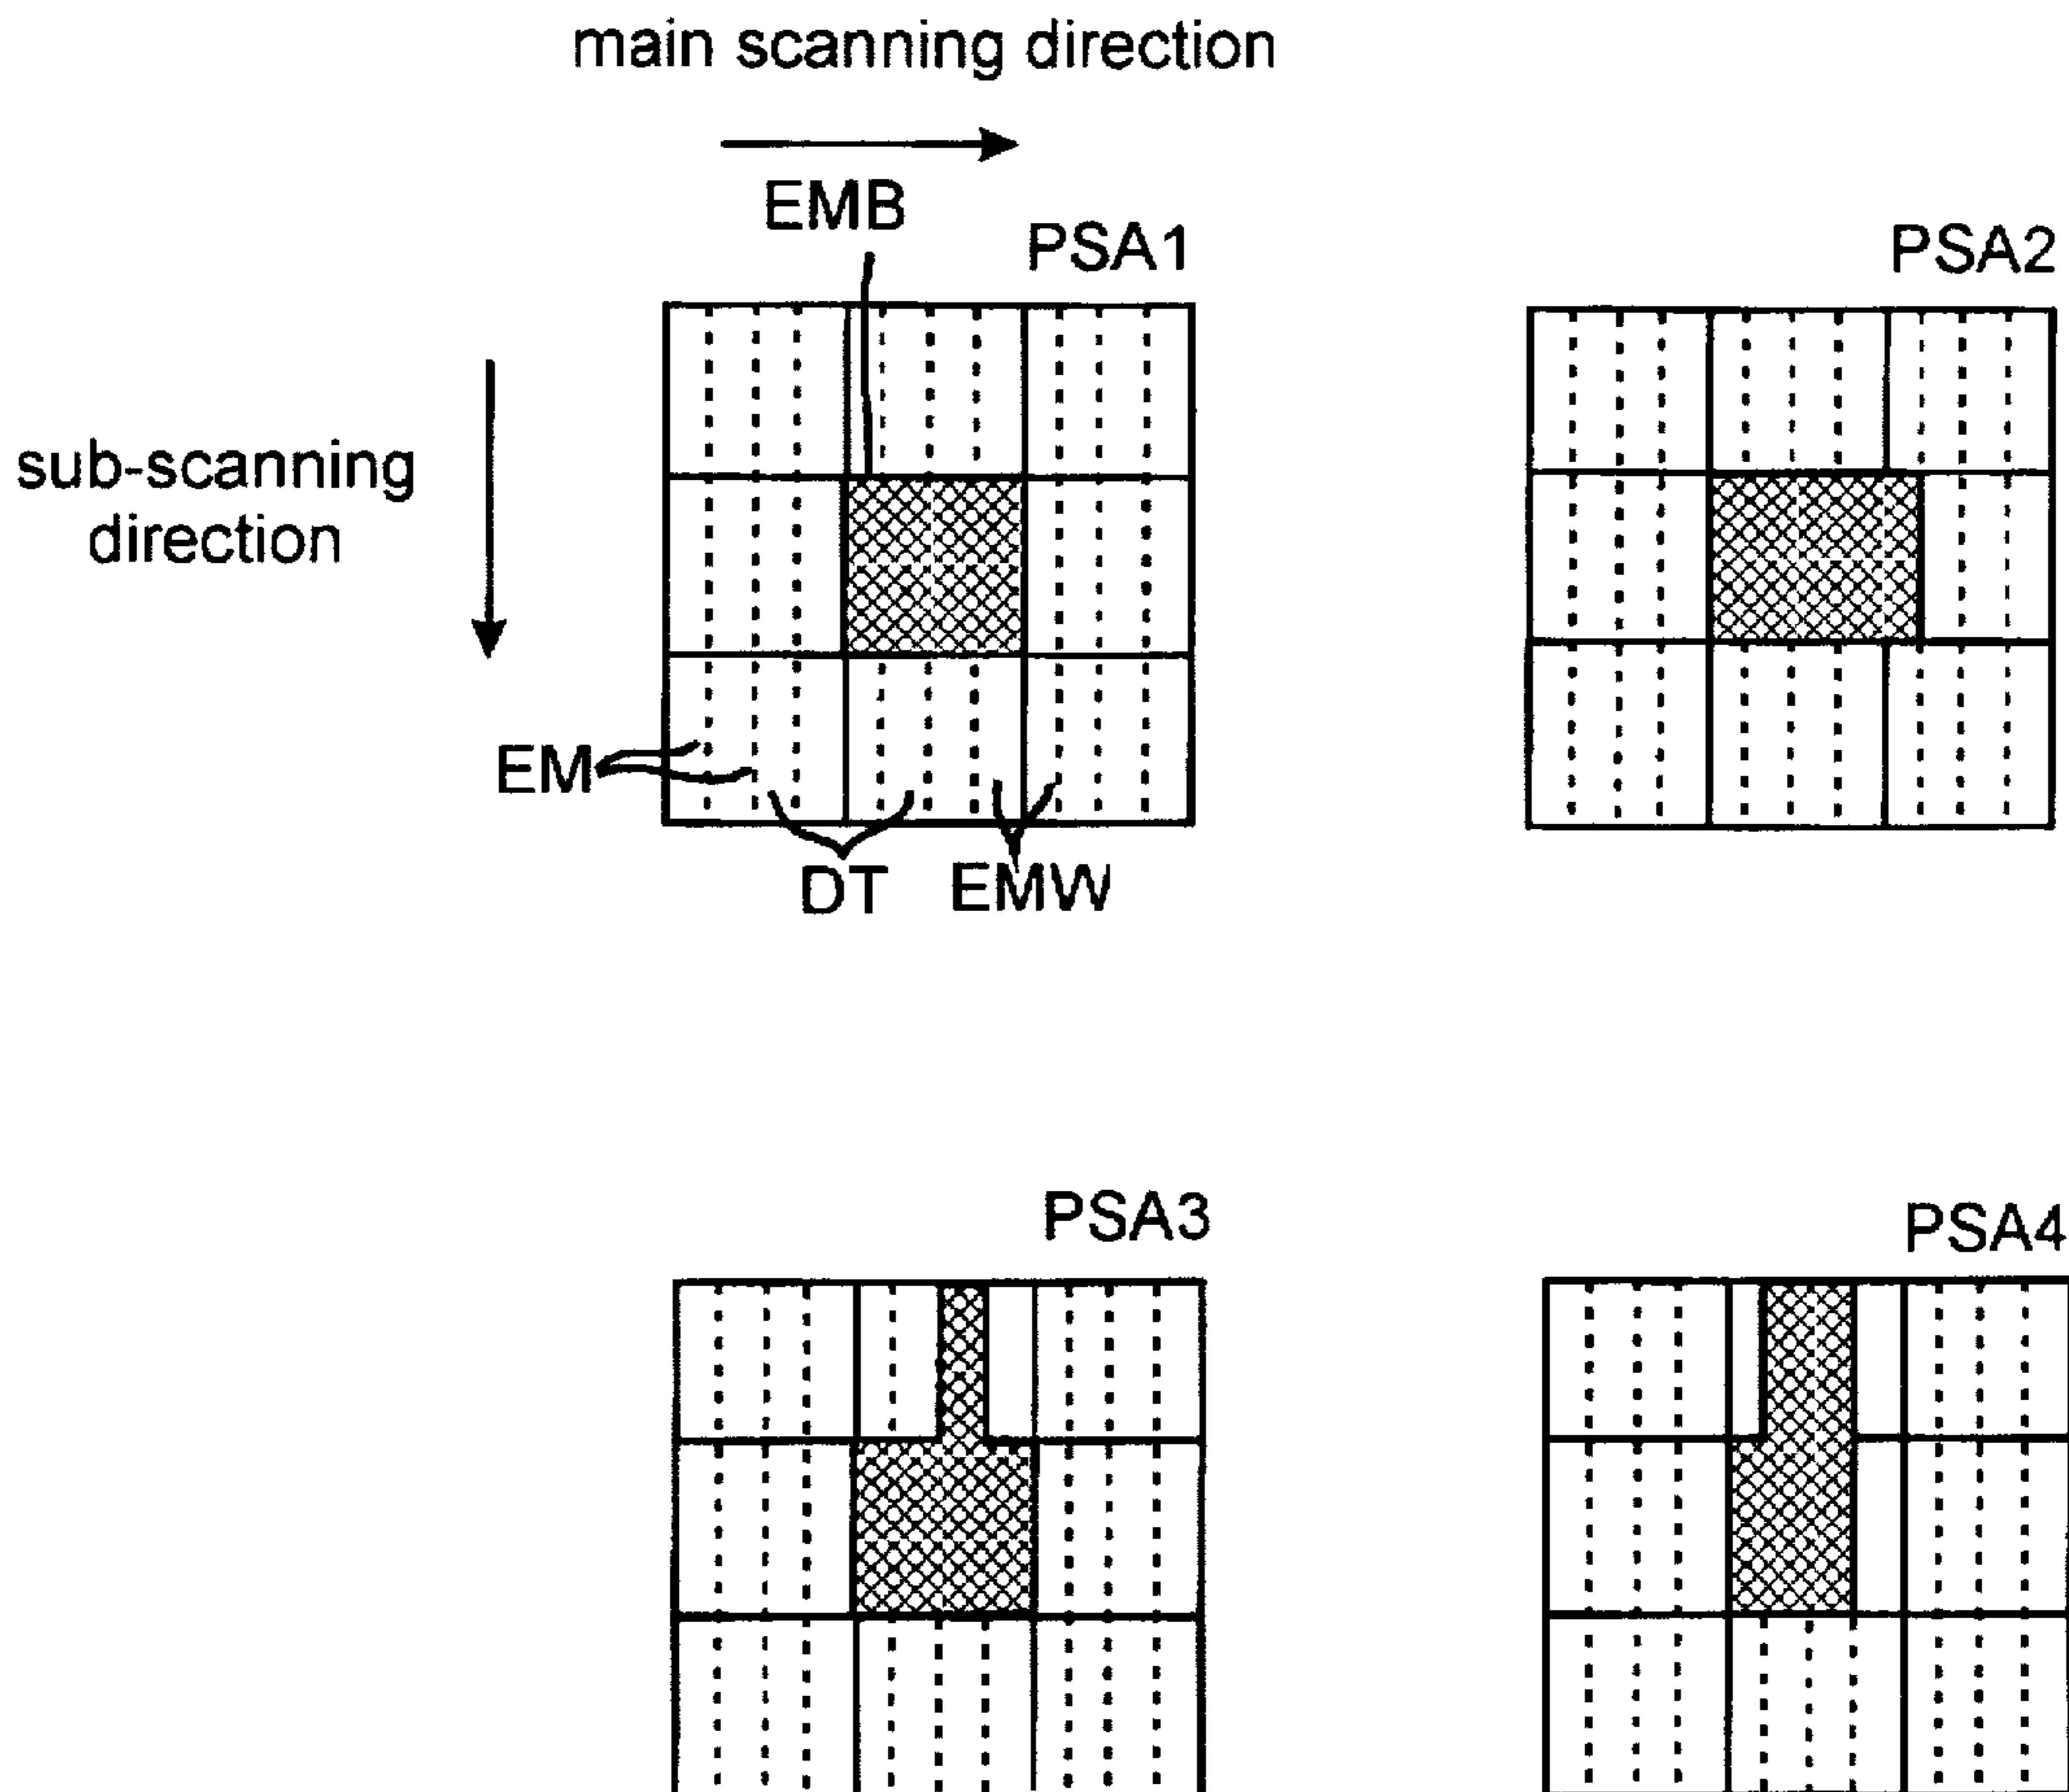 main scanning direction
EMB
PSA1
PSA2
sub-scanning
direction
EM
DT
EMW
PSA3
PSA4